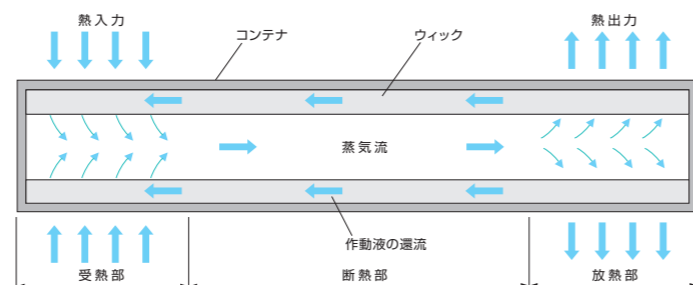 熱入力
コンテナ
ウィック
熱出力
蒸気流
作動液の還流
受熱部
断熱部
放熱部